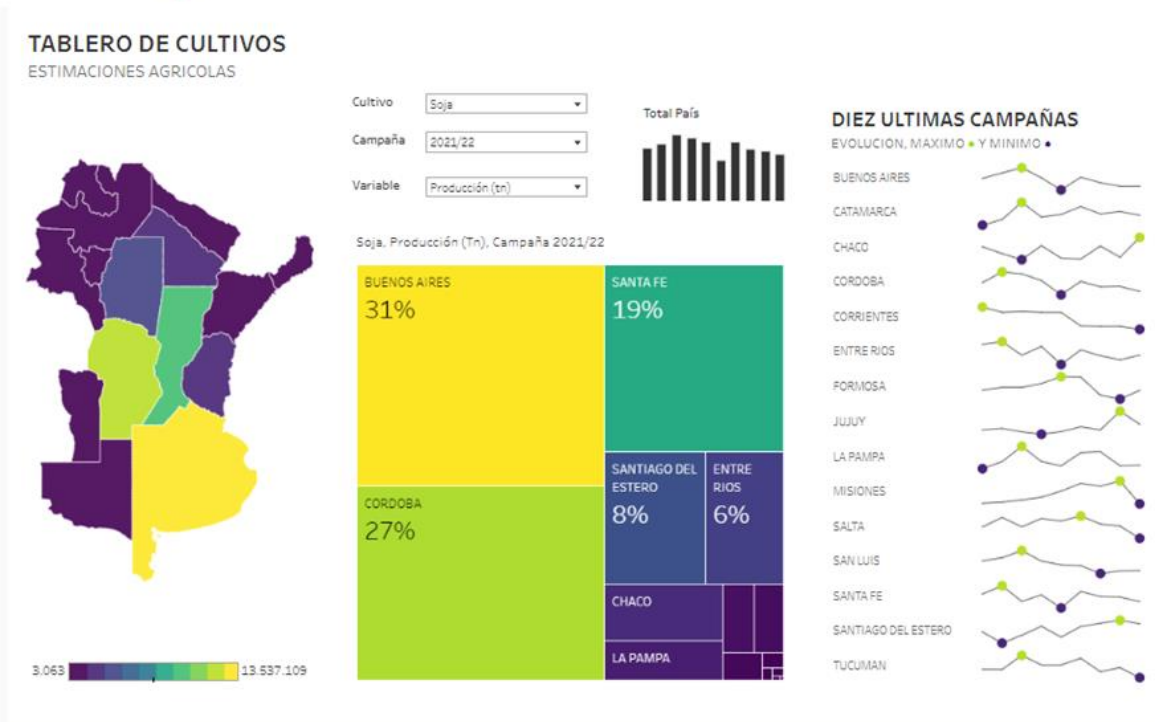 TABLERO DE CULTIVOS
ESTIMACIONES AGRICOLAS
Cultivo
Soja
Campaña
2021/22
Variable
Producción (tn)
Total País
Soja, Producción (Tn), Campaña 2021/22
BUENOS AIRES
31%
SANTA FE
19%
CORDOBA
27%
SANTIAGO DEL
ESTERO
8%
ENTRE
RIOS
6%
CHACO
LA PAMPA
3.063
13.537.109
DIEZ ULTIMAS CAMPAÑAS
EVOLUCION, MAXIMO Y MINIMO
BUENOS AIRES
CATAMARCA
CHACO
CORDOBA
CORRIENTES
ENTRE RIOS
FORMOSA
JUJUY
LA PAMPA
MISIONES
SALTA
SAN LUIS
SANTA FE
SANTIAGO DEL ESTERO
TUCUMAN